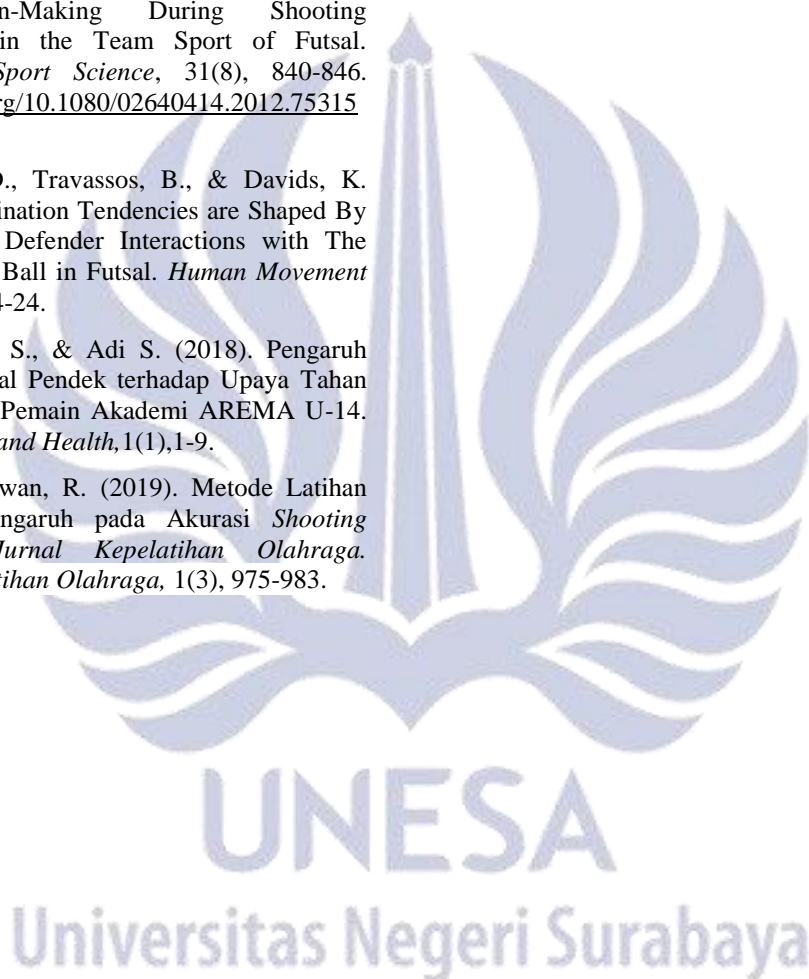 n-Making During Shooting
in the Team Sport of Futsal.
Sport Science, 31(8), 840-846.
rg/10.1080/02640414.2012.75315
D., Travassos, B., & Davids, K.
ination Tendencies are Shaped By
Defender Interactions with The
Ball in Futsal. Human Movement
4-24.
S., & Adi S. (2018). Pengaruh
al Pendek terhadap Upaya Tahan
Pemain Akademi AREMA U-14.
and Health,1(1),1-9.
wan, R. (2019). Metode Latihan
ngaruh pada Akurasi Shooting
Jurnal Kepelatihan Olahraga.
tihan Olahraga, 1(3), 975-983.
UNESA
Universitas Negeri Surabaya